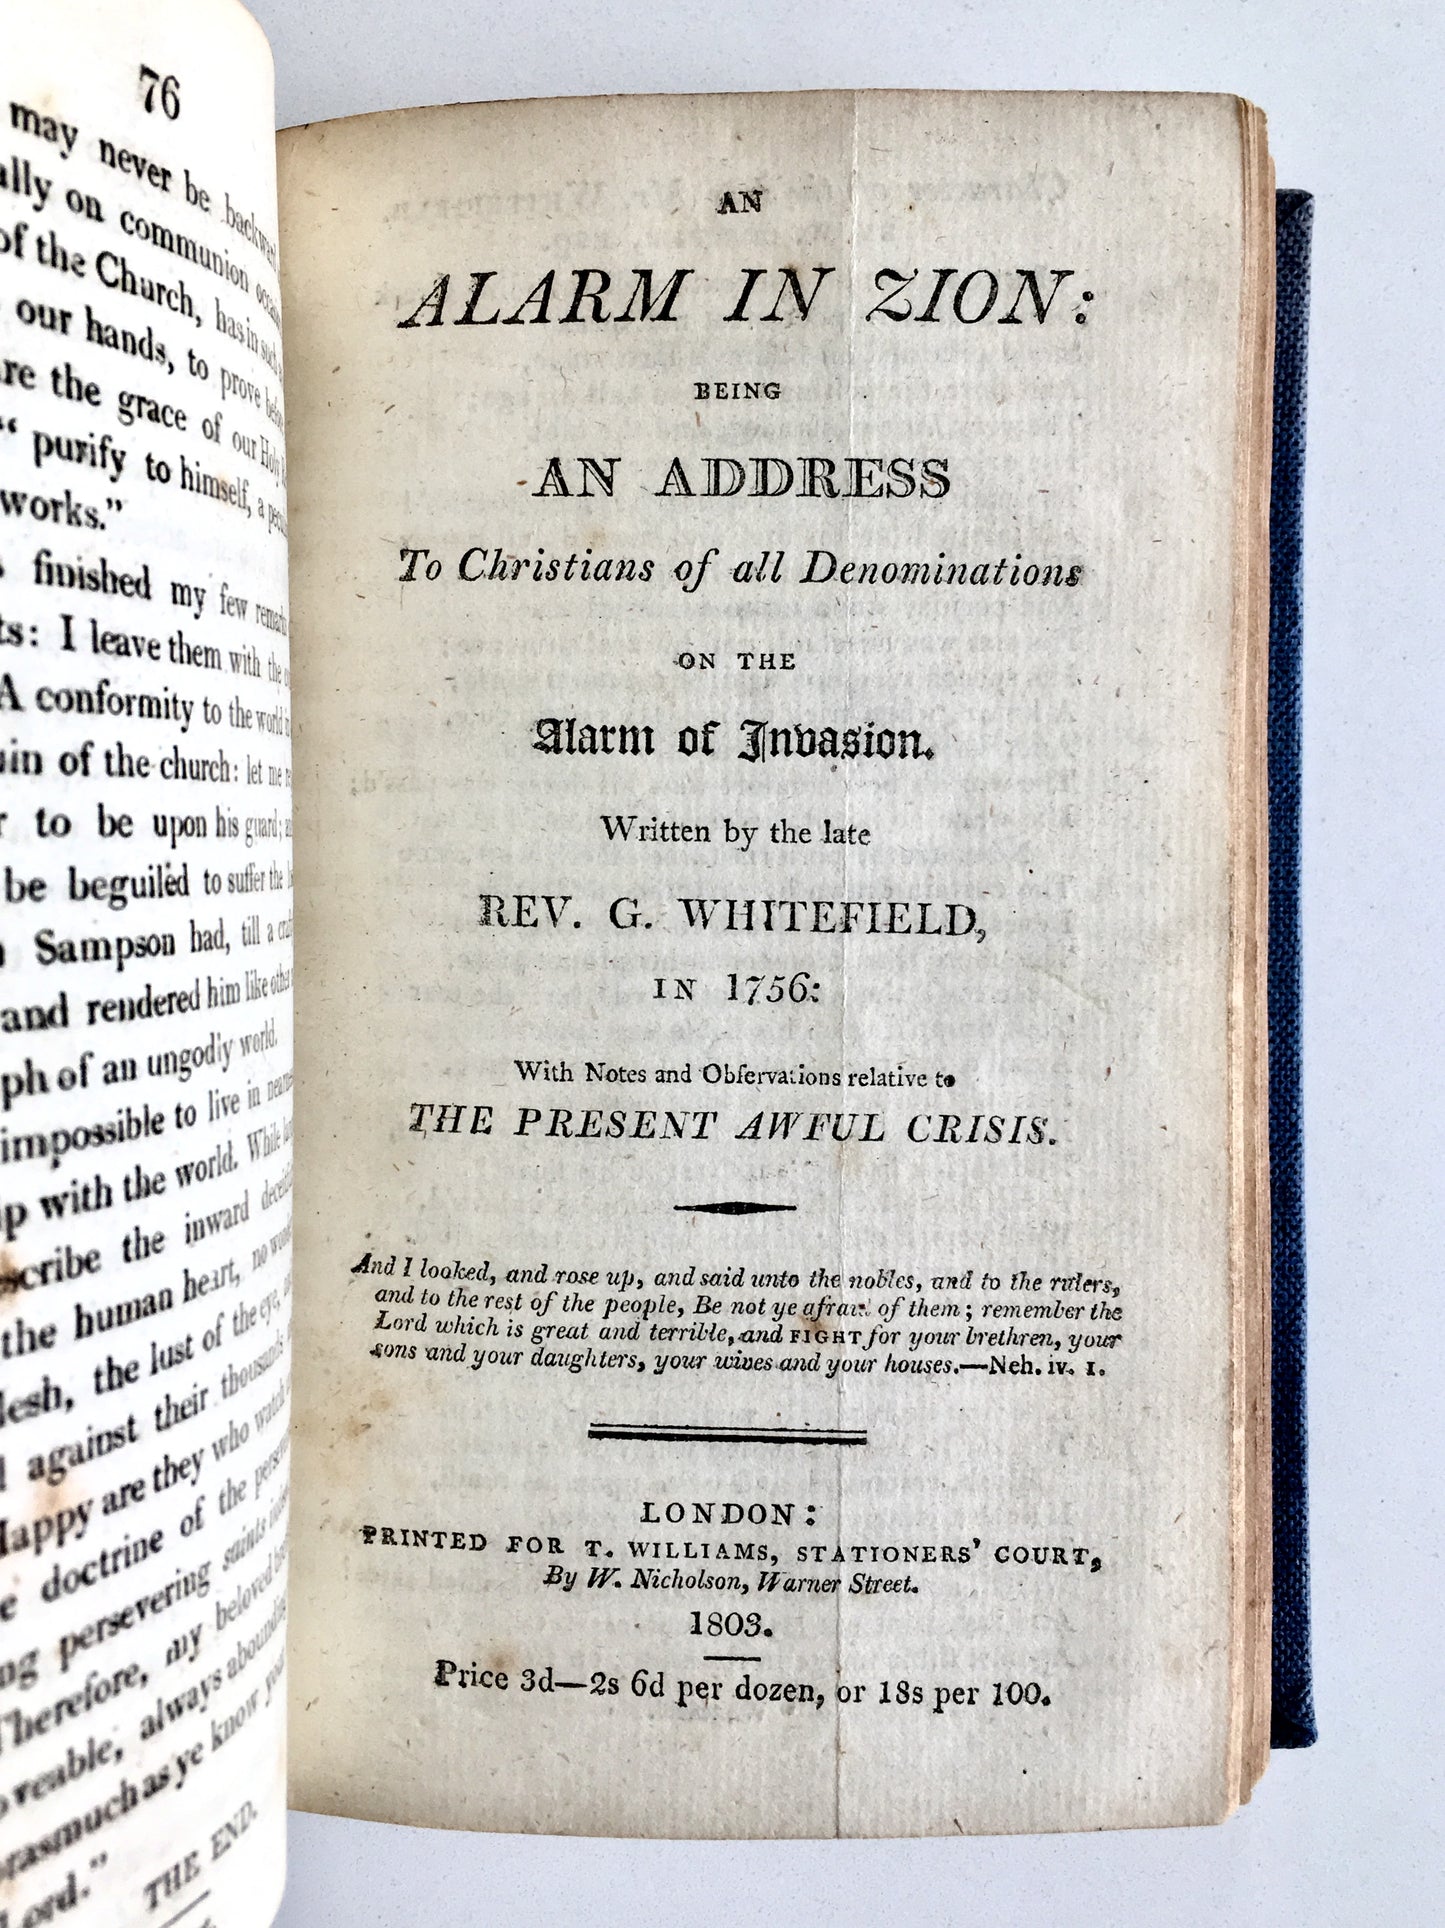 76
may never be
ally on communion
of the Church, has in such
our hands, to prove
are the grace of our Holy
“ purify to himself, a
works.”
finished my few remarks
ts: I leave them with the
A conformity to the world
uin of the church: let me
to be upon his guard;
be beguiled to suffer the
Sampson had, till a
and rendered him like other
ph of an ungodly world.
impossible to live in
ip with the world. While
escribe the inward
the human heart, no
lesh, the lust of the eye,
against their thousands
Happy are they who watch
e doctrine of the
ng persevering saints
Therefore, my beloved
oveable, always abounding
orasmuch as ye know your
Lord.”
THE END.
AN
ALARM IN ZION:
BEING
AN ADDRESS
To Christians of all Denominations
ON THE
Alarm of Invasion.
Written by the late
REV. G. WHITEFIELD,
IN 1756:
With Notes and Obſervations relative to
THE PRESENT AWFUL CRISIS.
And I looked, and rose up, and said unto the nobles, and to the rulers,
and to the rest of the people, Be not ye afraid of them; remember the
Lord which is great and terrible, and FIGHT for your brethren, your
sons and your daughters, your wives and your houses.—Neh. iv. 1.
LONDON:
PRINTED FOR T. WILLIAMS, STATIONERS' COURT,
By W. Nicholson, Warner Street.
1803.
Price 3d—2s 6d per dozen, or 18s per 100.